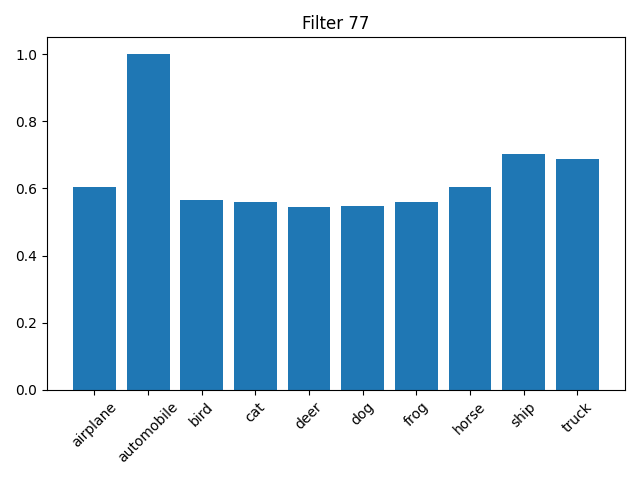 Filter 77
1.0
0.8
0.6
0.4
0.2
0.0
airplane
automobile
bird
cat
deer
dog
frog
horse
ship
truck